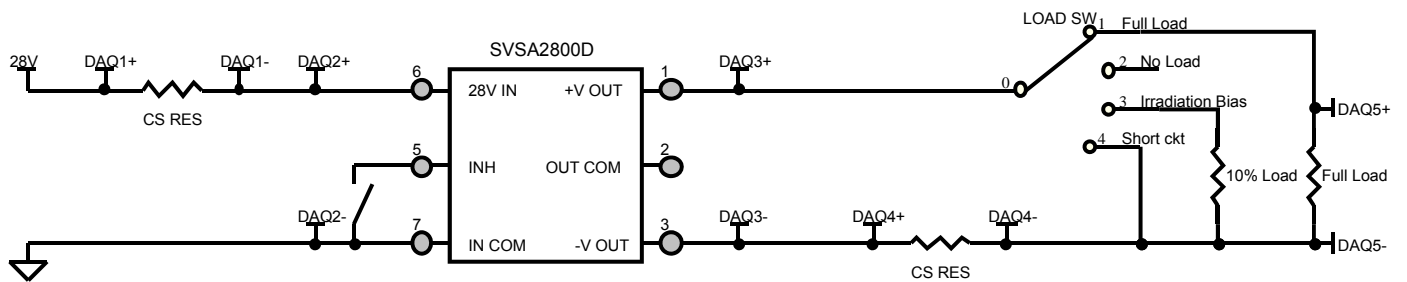 LOAD SW
1 Full Load
SVSA2800D
28V DAQ1+ DAQ1- DAQ2+ 6 1 DAQ3+ 2 No Load
28V IN +V OUT 0
CS RES 3 Irradiation Bias DAQ5+
5 2 4 Short ckt
INH OUT COM 10% Load Full Load
DAQ2- 7 3 DAQ3- DAQ4+ DAQ4-
IN COM -V OUT DAQ5-
CS RES